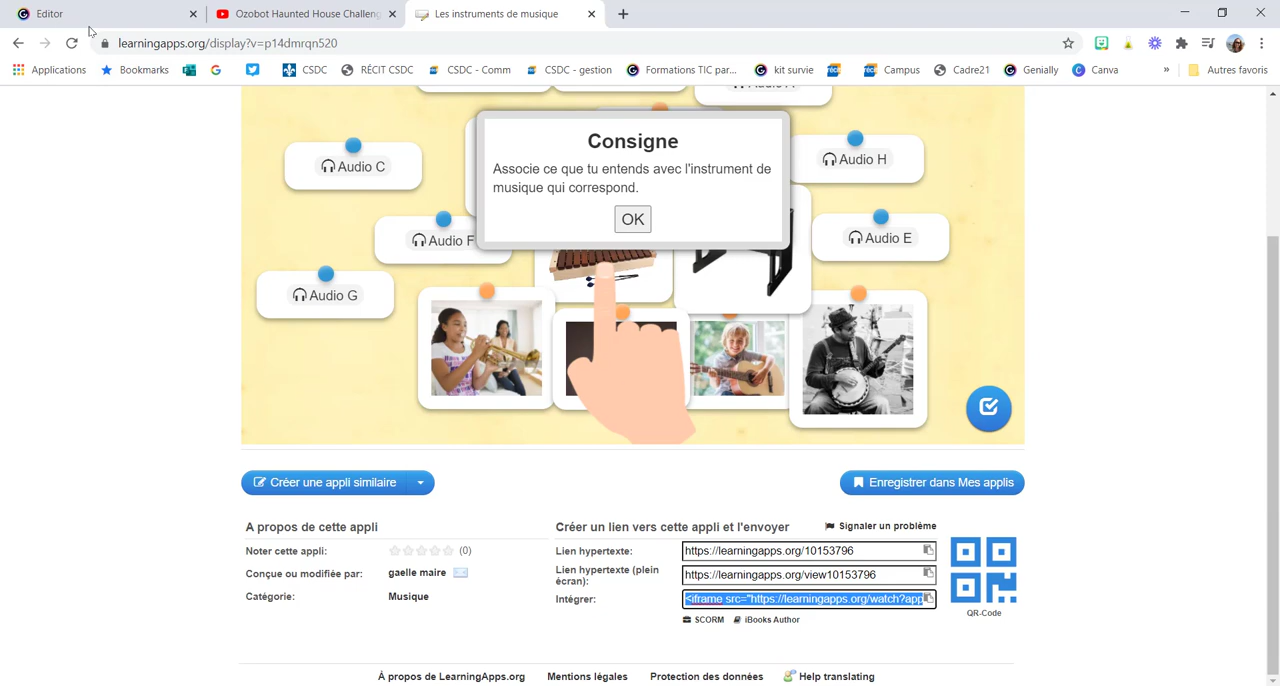 Editor
Ozobot Haunted House Challeng
Les instruments de musique
learningapps.org/display?v=p14dmrqn520
Applications
Bookmarks
CSDC
RÉCIT CSDC
CSDC - Comm
CSDC - gestion
Formations TIC par...
kit survie
Campus
Cadre21
Genially
Canva
»
Autres favoris
Consigne
Associe ce que tu entends avec l'instrument de
musique qui correspond.
OK
Audio C
Audio H
Audio F
Audio E
Audio G
Créer une appli similaire
Enregistrer dans Mes applis
A propos de cette appli
Noter cette appli:
(0)
Conçue ou modifiée par:
gaelle maire
Catégorie:
Musique
Créer un lien vers cette appli et l'envoyer
Signaler un problème
Lien hypertexte:
https://learningapps.org/10153796
Lien hypertexte (plein
écran):
https://learningapps.org/view10153796
Intégrer:
<iframe src="https://learningapps.org/watch?app
SCORM
iBooks Author
QR-Code
À propos de LearningApps.org
Mentions légales
Protection des données
Help translating